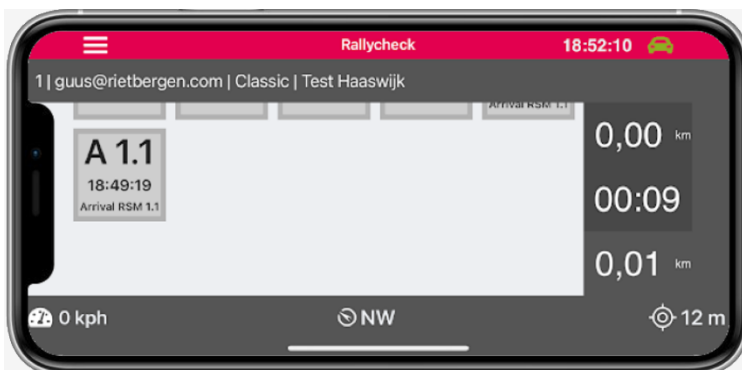 Rallycheck 18:52:10
1 | guus@rietbergen.com | Classic | Test Haaswijk
Arrival RSM 1.1
A 1.1
18:49:19
Arrival RSM 1.1
0,00 km
00:09
0,01 km
0 kph
NW
12 m